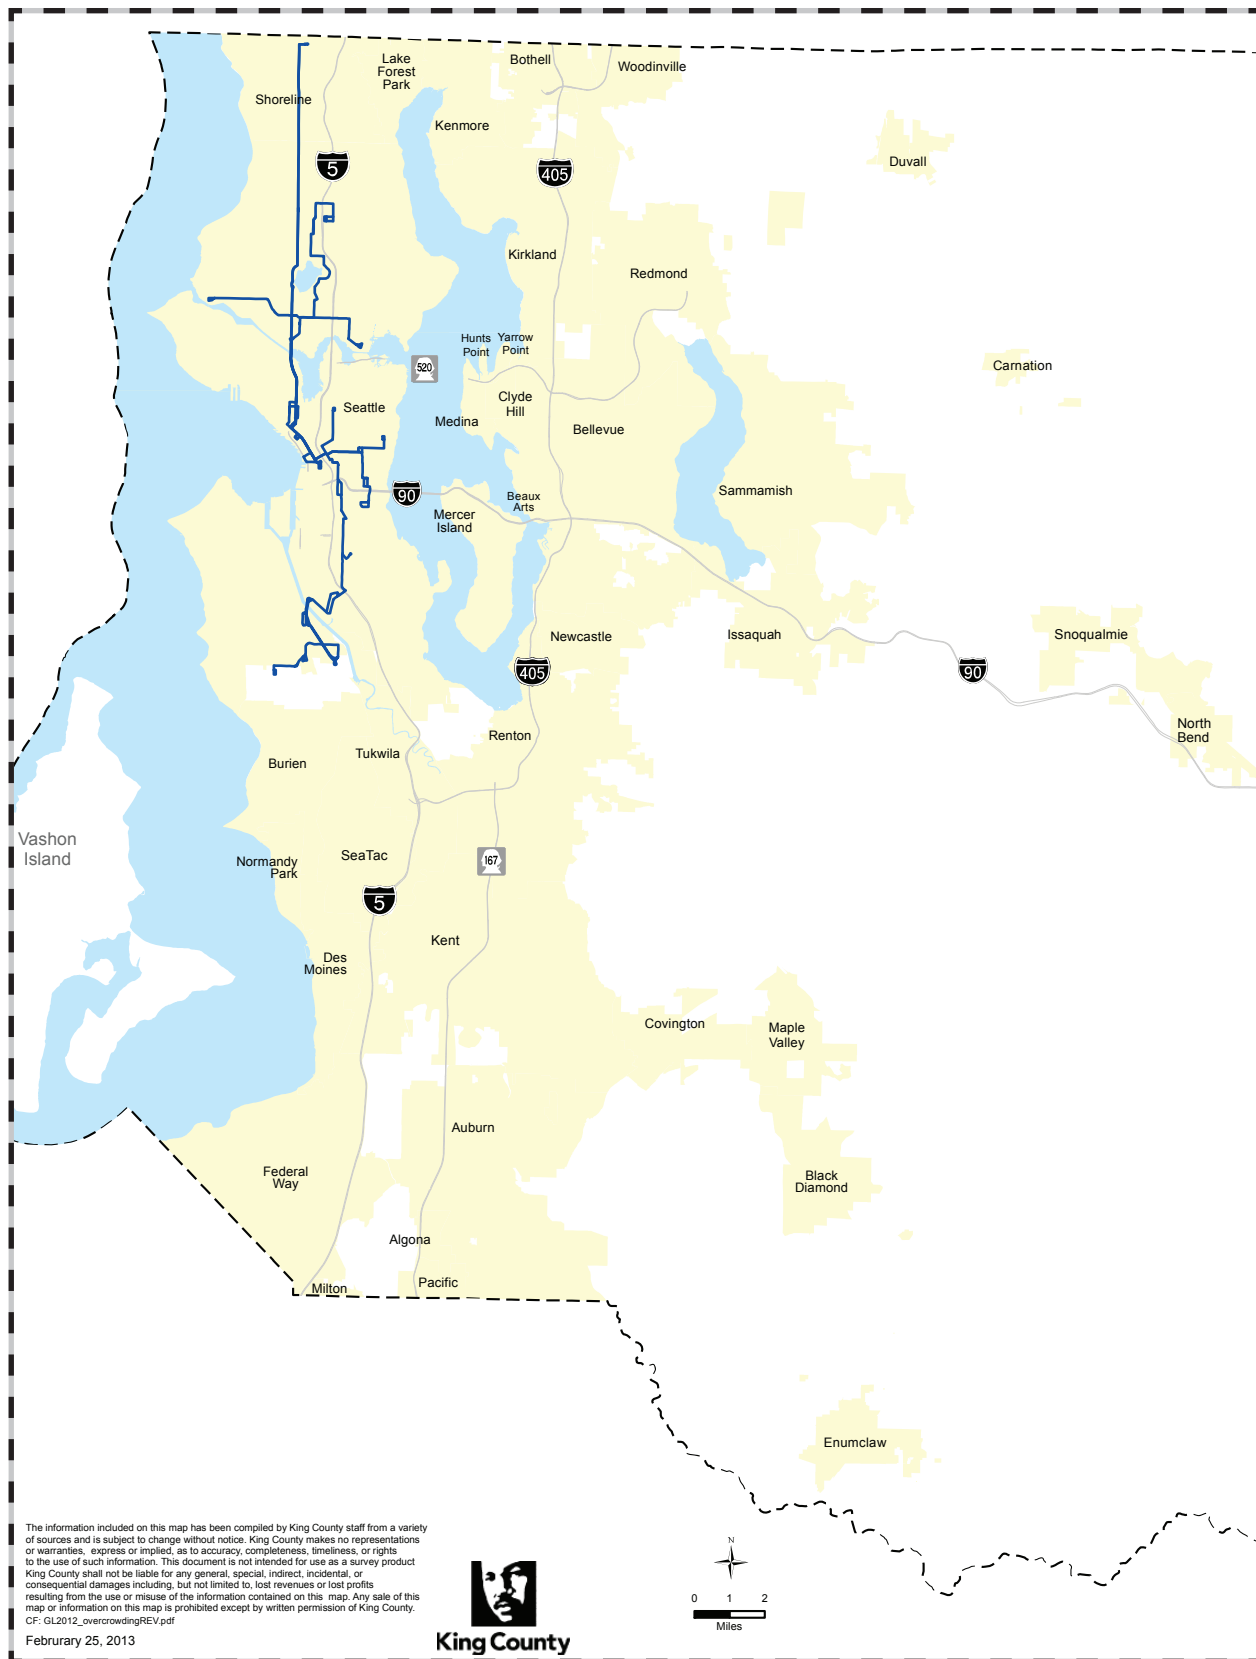 Lake
Forest
Park
Bothell
Woodinville
Shoreline
Kenmore
5
405
Duvall
Kirkland
Redmond
Hunts
Point
Yarrow
Point
520
Carnation
Clyde
Hill
Seattle
Medina
Bellevue
90
Beaux
Arts
Sammamish
Mercer
Island
Newcastle
Issaquah
Snoqualmie
405
90
North
Bend
Renton
Tukwila
Burien
Vashon
Island
Normandy
Park
SeaTac
167
5
Kent
Des
Moines
Covington
Maple
Valley
Auburn
Federal
Way
Black
Diamond
Algona
Milton
Pacific
Enumclaw
The information included on this map has been compiled by King County staff from a variety
of sources and is subject to change without notice. King County makes no representations
or warranties, express or implied, as to accuracy, completeness, timeliness, or rights
to the use of such information. This document is not intended for use as a survey product
King County shall not be liable for any general, special, indirect, incidental, or
consequential damages including, but not limited to, lost revenues or lost profits
resulting from the use or misuse of the information contained on this map. Any sale of this
map or information on this map is prohibited except by written permission of King County.
CF: GL2012_overcrowdingREV.pdf
Februrary 25, 2013
King County
N
0 1 2
Miles